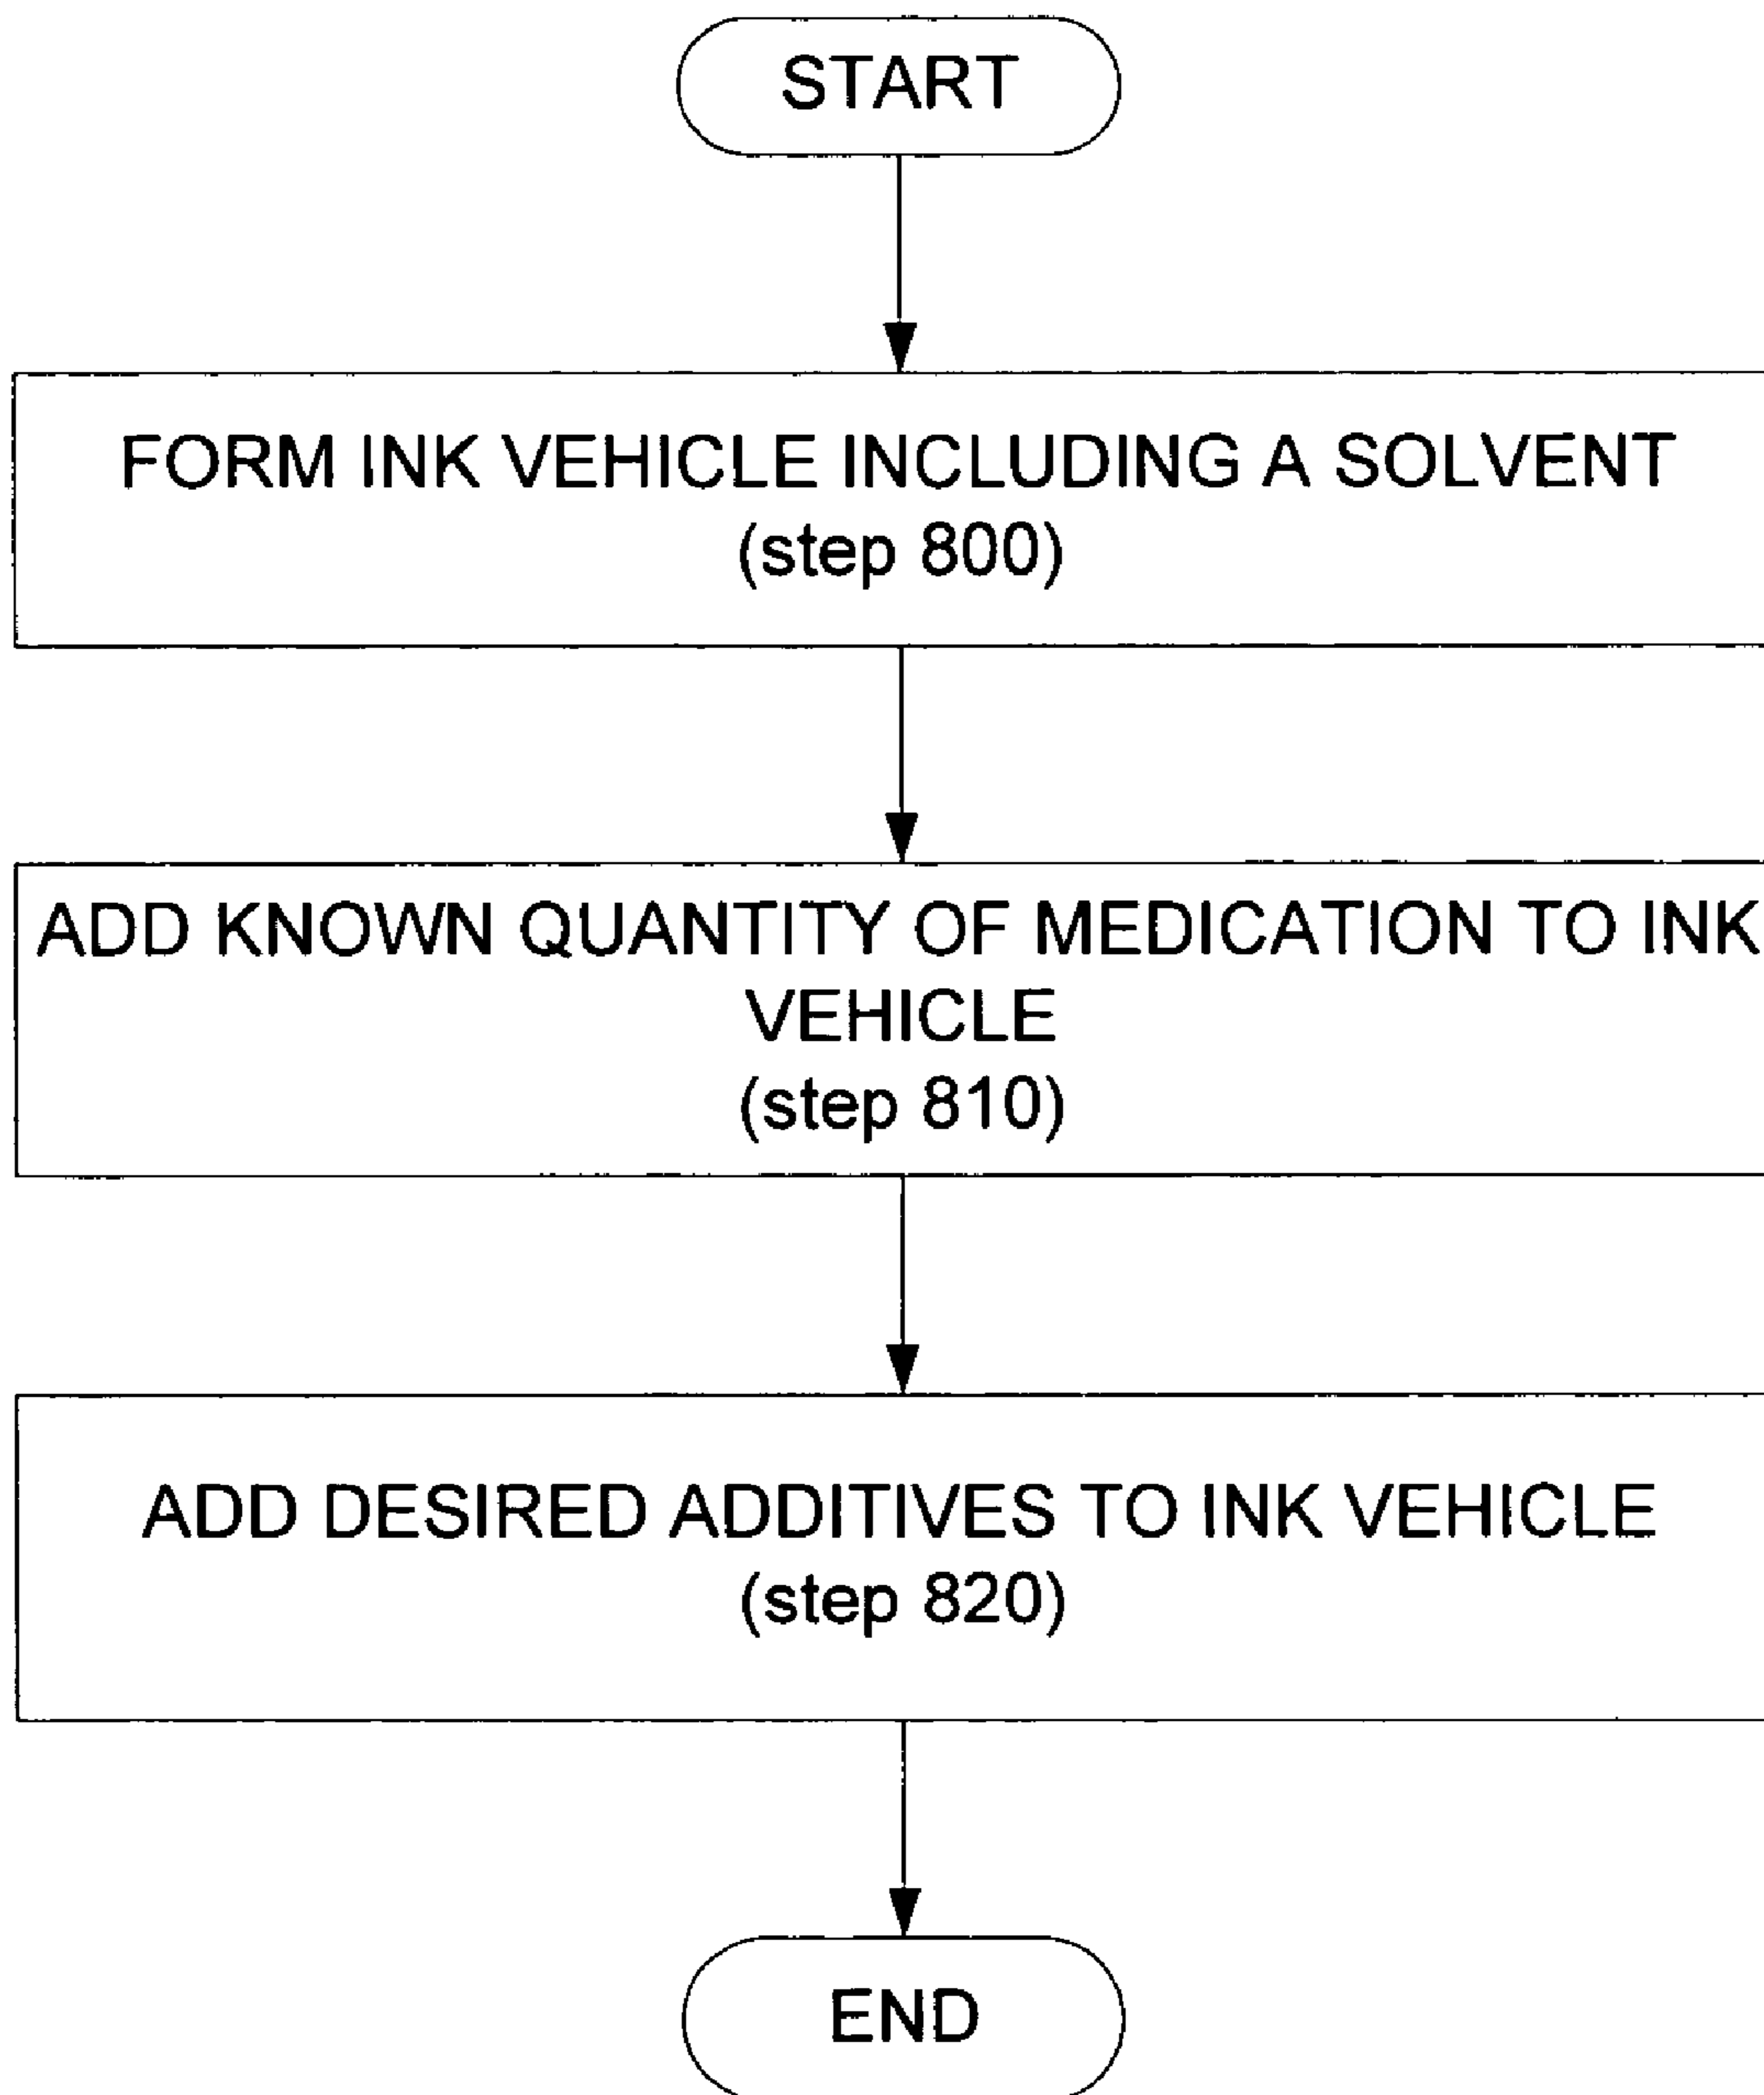 START
FORM INK VEHICLE INCLUDING A SOLVENT
(step 800)
ADD KNOWN QUANTITY OF MEDICATION TO INK
VEHICLE
(step 810)
ADD DESIRED ADDITIVES TO INK VEHICLE
(step 820)
END